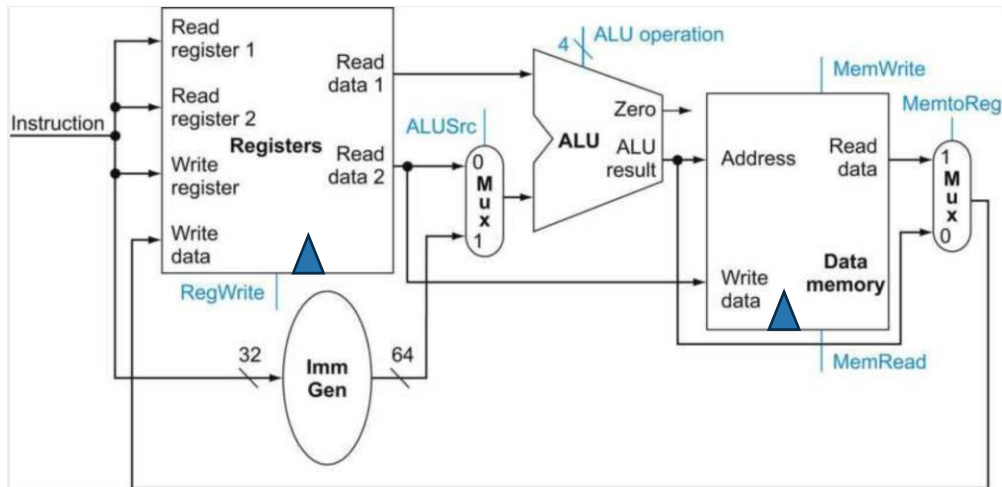 Instruction
Read
register 1
Read
register 2
Write
register
Write
data
Registers
Read
data 1
Read
data 2
RegWrite
32
Imm
Gen
64
ALUSrc
0
Mux
1
4
ALU operation
Zero
ALU
ALU
result
MemWrite
Address
Read
data
Write
data
Data
memory
MemRead
MemtoReg
1
Mux
0